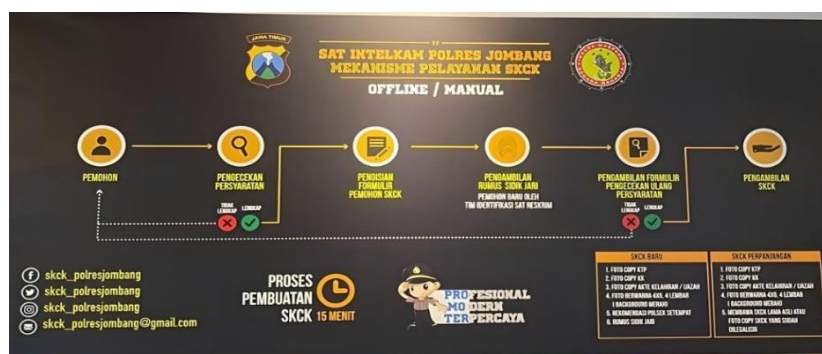 JAWA TIMUR
SAT INTELKAM POLRES JOMBANG
MEKANISME PELAYANAN SKCK
OFFLINE / MANUAL
PEMOHON
PENGECEKAN
PERSYARATAN
TIDAK
LENGKAP
LENGKAP
PENGISIAN
FORMULIR
PEMOHON SKCK
PENGAMBILAN
RUMUS SIDIK JARI
PEMOHON BARU OLEH
TIM IDENTIFIKASI SAT RESKRIM
PENGAMBILAN FORMULIR
PENGECEKAN ULANG
PERSYARATAN
TIDAK
LENGKAP
LENGKAP
PENGAMBILAN
SKCK
skck_polresjombang
skck_polresjombang
skck_polresjombang
skck_polresjombang@gmail.com
PROSES
PEMBUATAN
SKCK 15 MENIT
PROFESIONAL
MODERN
TERPERCAYA
SKCK BARU
1. FOTO COPY KTP
2. FOTO COPY KK
3. FOTO COPY AKTE KELAHIRAN / IJAZAH
4. FOTO BERWARNA 4X6, 4 LEMBAR
( BACKGROUND MERAH)
5. REKOMENDASI POLSEK SETEMPAT
6. RUMUS SIDIK JARI
SKCK PERPANJANGAN
1. FOTO COPY KTP
2. FOTO COPY KK
3. FOTO COPY AKTE KELAHIRAN / IJAZAH
4. FOTO BERWARNA 4X6, 4 LEMBAR
( BACKGROUND MERAH)
5. MEMBAWA SKCK LAMA ASLI ATAU
FOTO COPY SKCK YANG SUDAH
DILEGALISIR